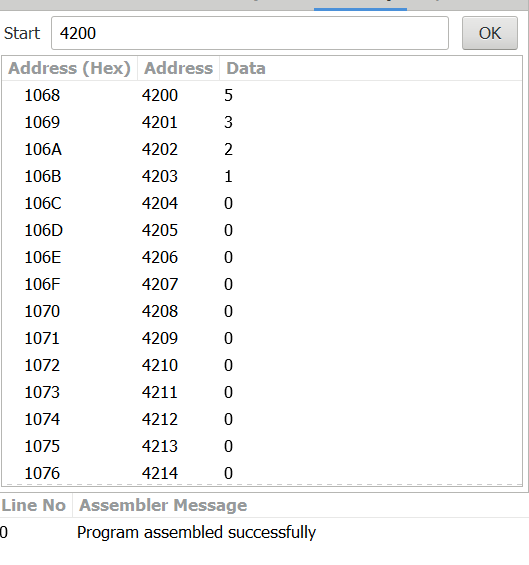 Start 4200 OK
Address (Hex) Address Data
1068 4200 5
1069 4201 3
106A 4202 2
106B 4203 1
106C 4204 0
106D 4205 0
106E 4206 0
106F 4207 0
1070 4208 0
1071 4209 0
1072 4210 0
1073 4211 0
1074 4212 0
1075 4213 0
1076 4214 0
Line No Assembler Message
0 Program assembled successfully